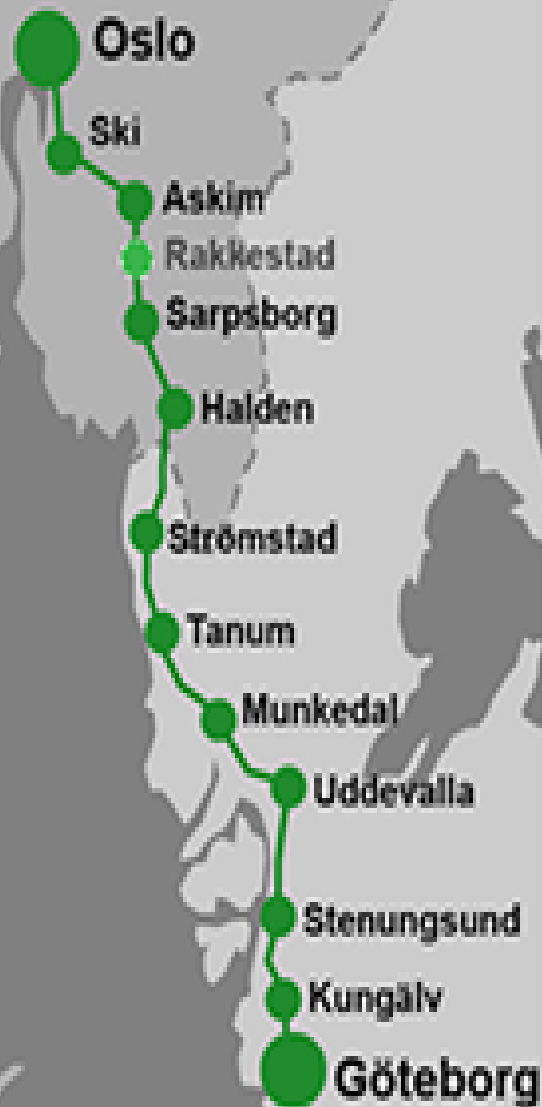 Oslo
Ski
Askim
Rakkestad
Sarpsborg
Halden
Strömstad
Tanum
Munkedal
Uddevalla
Stenungsund
Kungälv
Göteborg